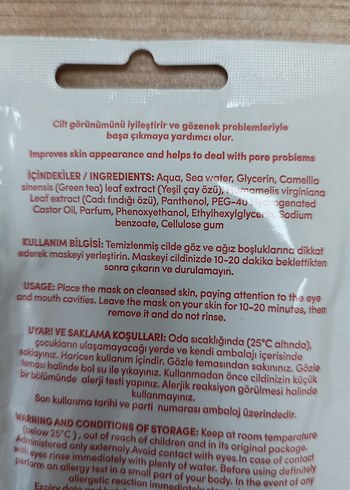 Cilt görünümünü iyileştirir ve gözenek problemleriyle
başa çıkmaya yardımcı olur.
Improves skin appearance and helps to deal with pore problems
İÇİNDEKİLER / INGREDIENTS: Aqua, Sea water, Glycerin, Camellia
sinensis (Green tea) leaf extract (Yeşil çay özü), Hamamelis virginiana
Leaf extract (Cadı fındığı özü), Panthenol, PEG-40 Hydrogenated
Castor Oil, Parfum, Phenoxyethanol, Ethylhexylglycerin, Sodium
benzoate, Cellulose gum
KULLANIM BİLGİSİ: Temizlenmiş cilde göz ve ağız boşluklarına dikkat
ederek maskeyi yerleştirin. Maskeyi cildinizde 10-20 dakika beklettikten
sonra çıkarın ve durulamayın.
USAGE: Place the mask on cleansed skin, paying attention to the eye
and mouth cavities. Leave the mask on your skin for 10-20 minutes, then
remove it and do not rinse.
UYARI VE SAKLAMA KOŞULLARI: Oda sıcaklığında (25°C altında),
çocukların ulaşamayacağı yerde ve kendi ambalajı içerisinde
saklayınız. Haricen kullanım içindir. Gözle temasından sakınınız. Gözle
teması halinde bol su ile yıkayınız. Kullanmadan önce cildinizin küçük
bir bölümünde alerji testi yapınız. Alerjik reaksiyon görülmesi halinde
kullanmayınız.
Son kullanma tarihi ve parti numarası ambalaj üzerindedir.
WARNING AND CONDITIONS OF STORAGE: Keep at room temperature
(below 25°C), out of reach of children and in its original package.
Administered only externally. Avoid contact with eyes. In case of contact
with eyes rinse immediately with plenty of water. Before using definitely
perform an allergy test in a small part of your body. In the event of any
allergetic reaction immediately
Expiry date and